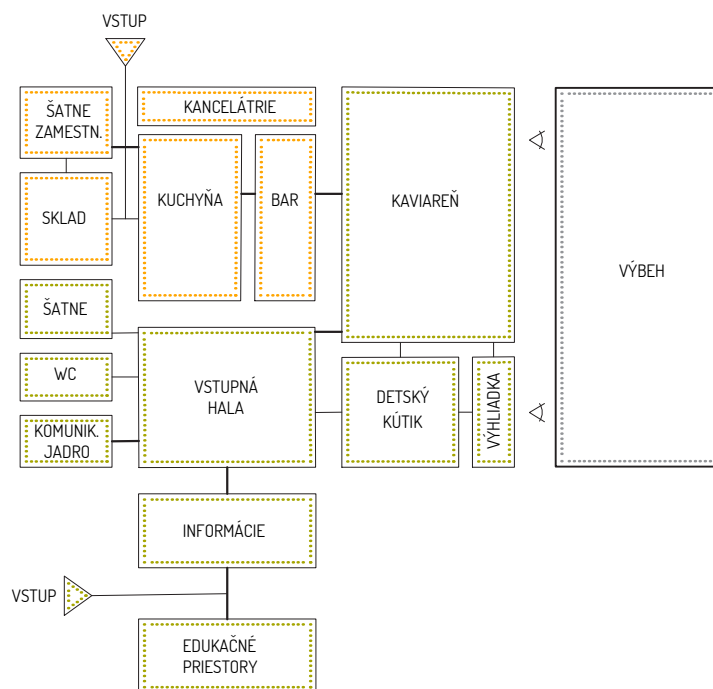 VSTUP
ŠATNE
ZAMESTN.
KANCELÁTRIE
SKLAD
KUCHYŇA
BAR
KAVIAREŇ
VÝBEH
ŠATNE
WC
VSTUPNÁ
HALA
DETSKÝ
KÚTIK
VÝHLIADKA
KOMUNIK.
JADRO
INFORMÁCIE
VSTUP
EDUKAČNÉ
PRIESTORY